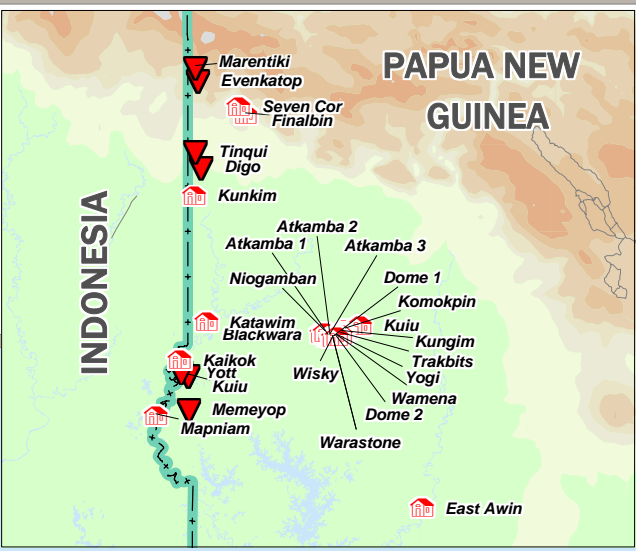 Marentiki
Evenkatop
PAPUA NEW
GUINEA
Seven Cor
Finalbin
Tinqui
Digo
Kunkim
INDONESIA
Atkamba 2
Atkamba 1
Atkamba 3
Niogamban
Dome 1
Komokpin
Katawim
Blackwara
Kuiu
Kungim
Trakbits
Yogi
Wisky
Wamena
Dome 2
Warastone
Kaikok
Yott
Kuiu
Memeyop
Mapniam
East Awin